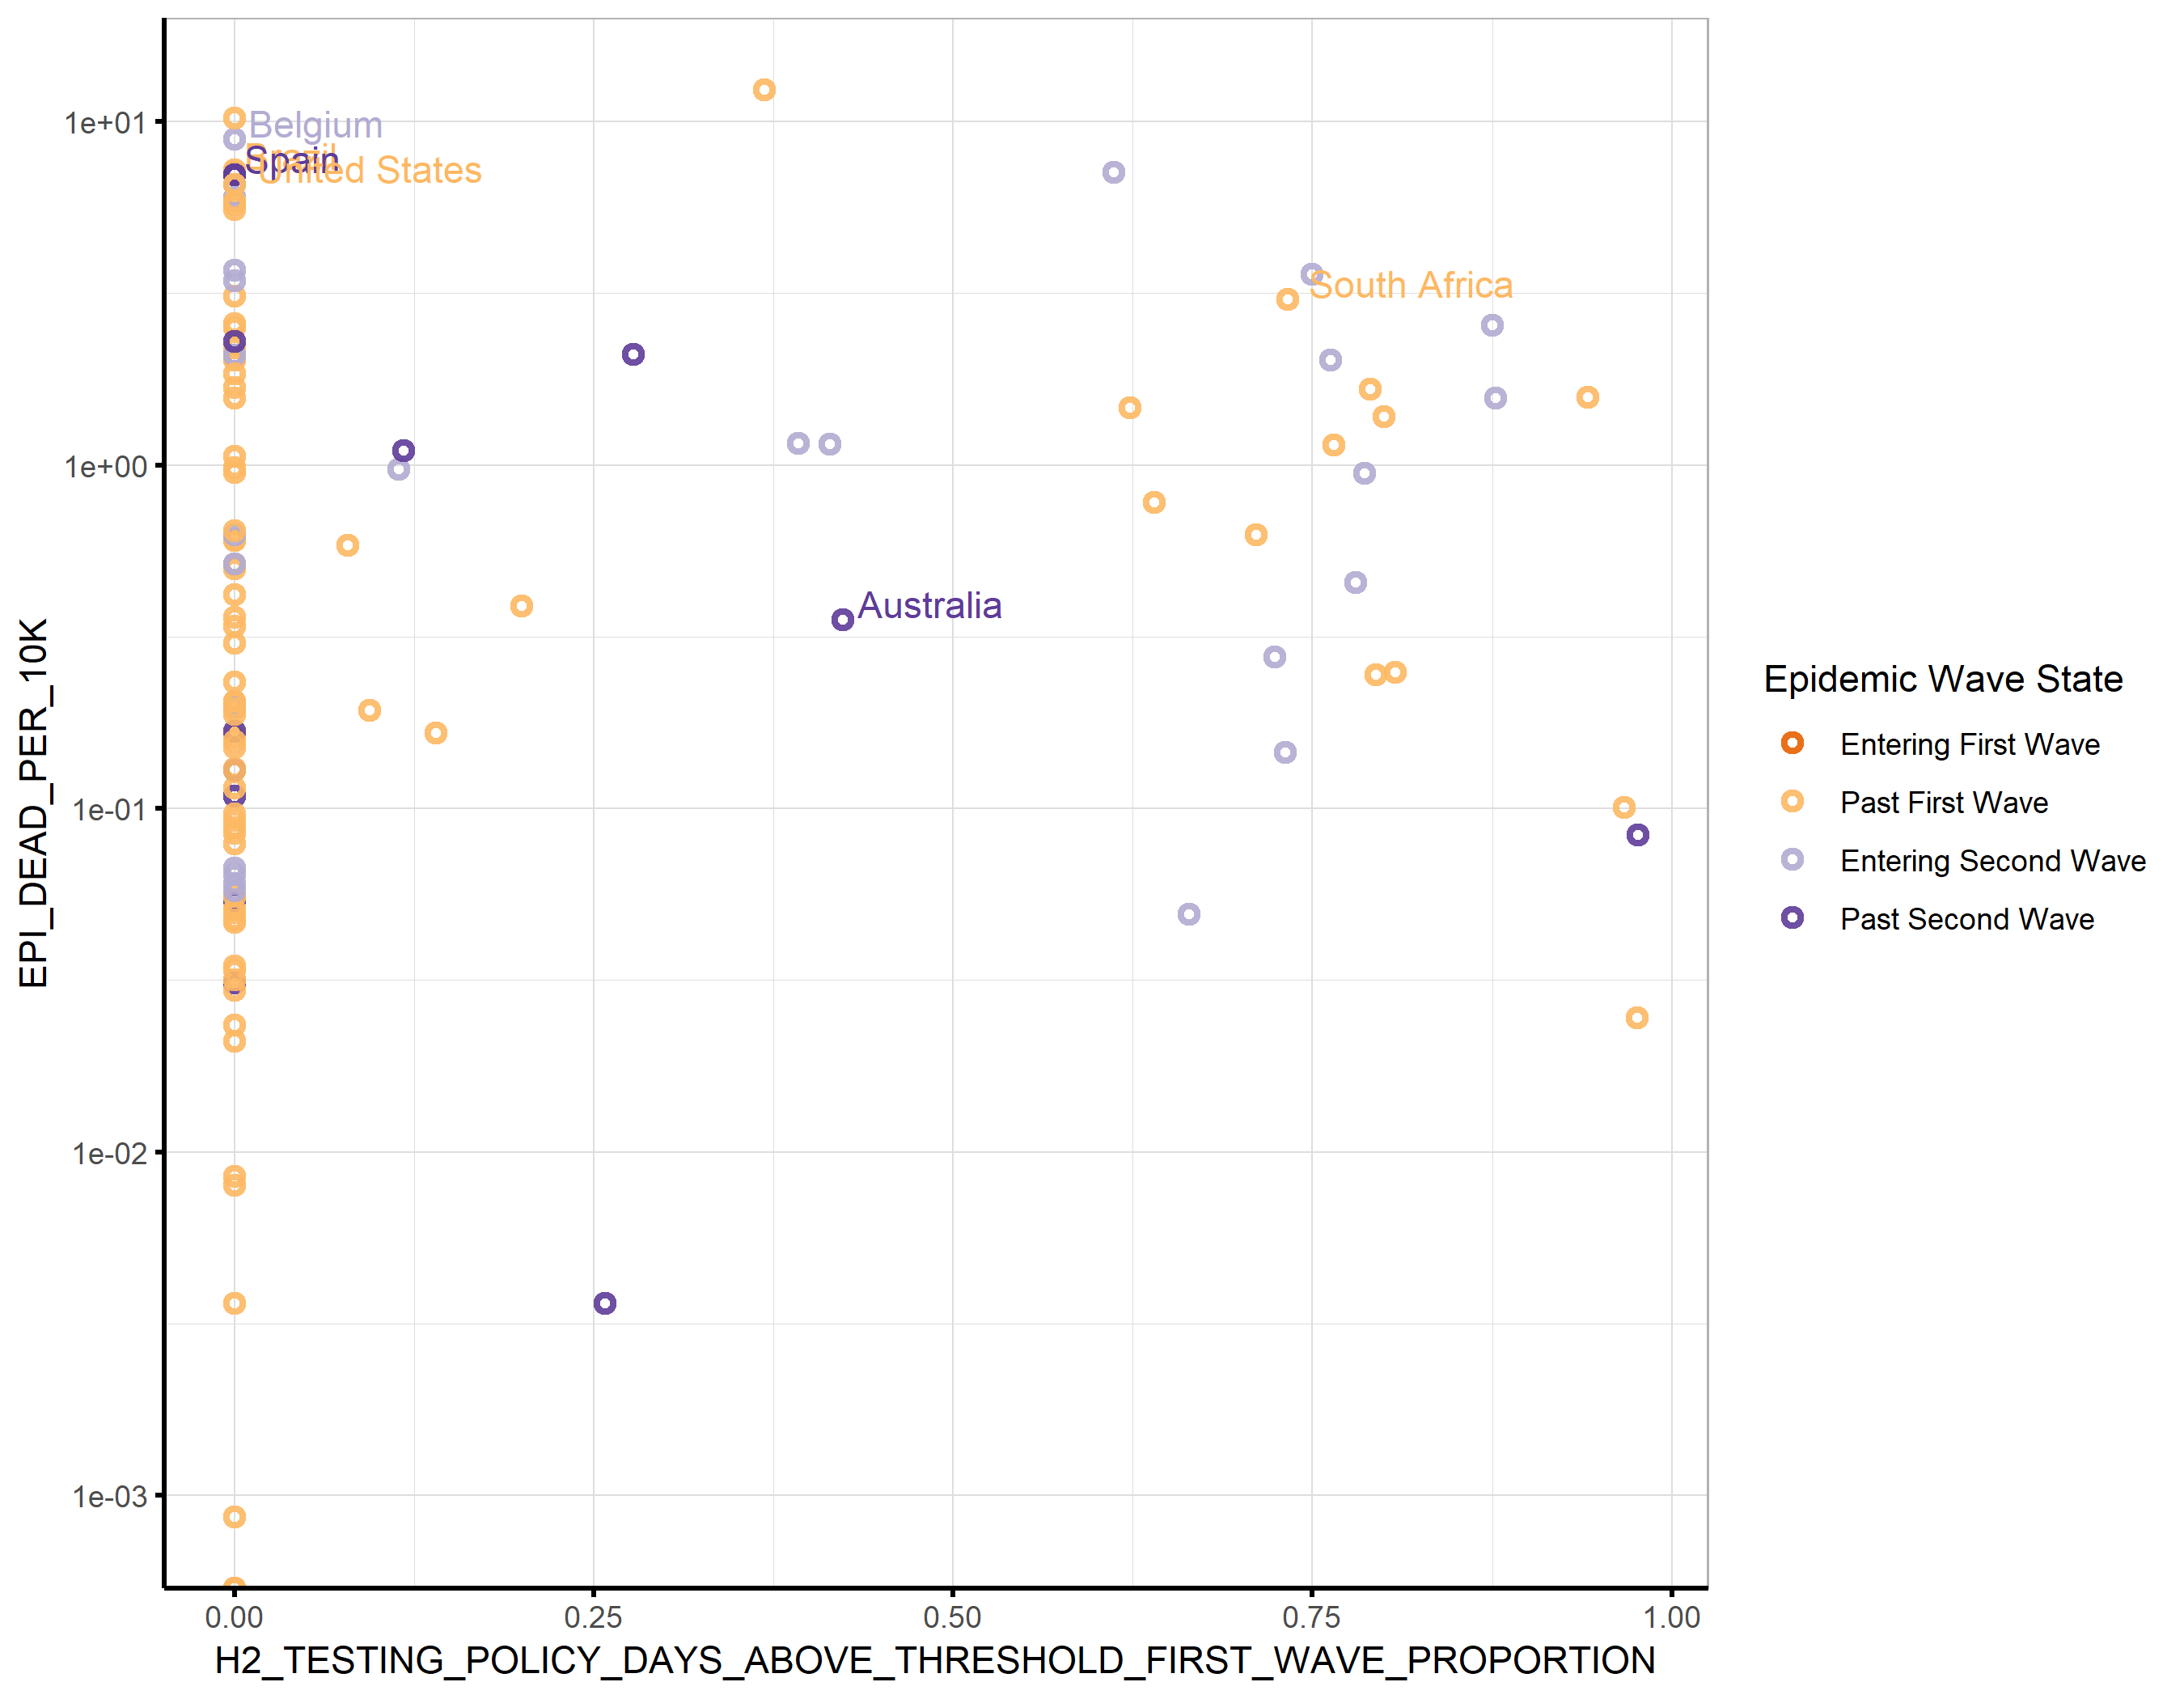 1e+01
1e+00
1e-01
1e-02
1e-03
EPI_DEAD_PER_10K
Belgium
Brazil
Spain
United States
South Africa
Australia
0.00
0.25
0.50
0.75
1.00
H2_TESTING_POLICY_DAYS_ABOVE_THRESHOLD_FIRST_WAVE_PROPORTION
Epidemic Wave State
Entering First Wave
Past First Wave
Entering Second Wave
Past Second Wave